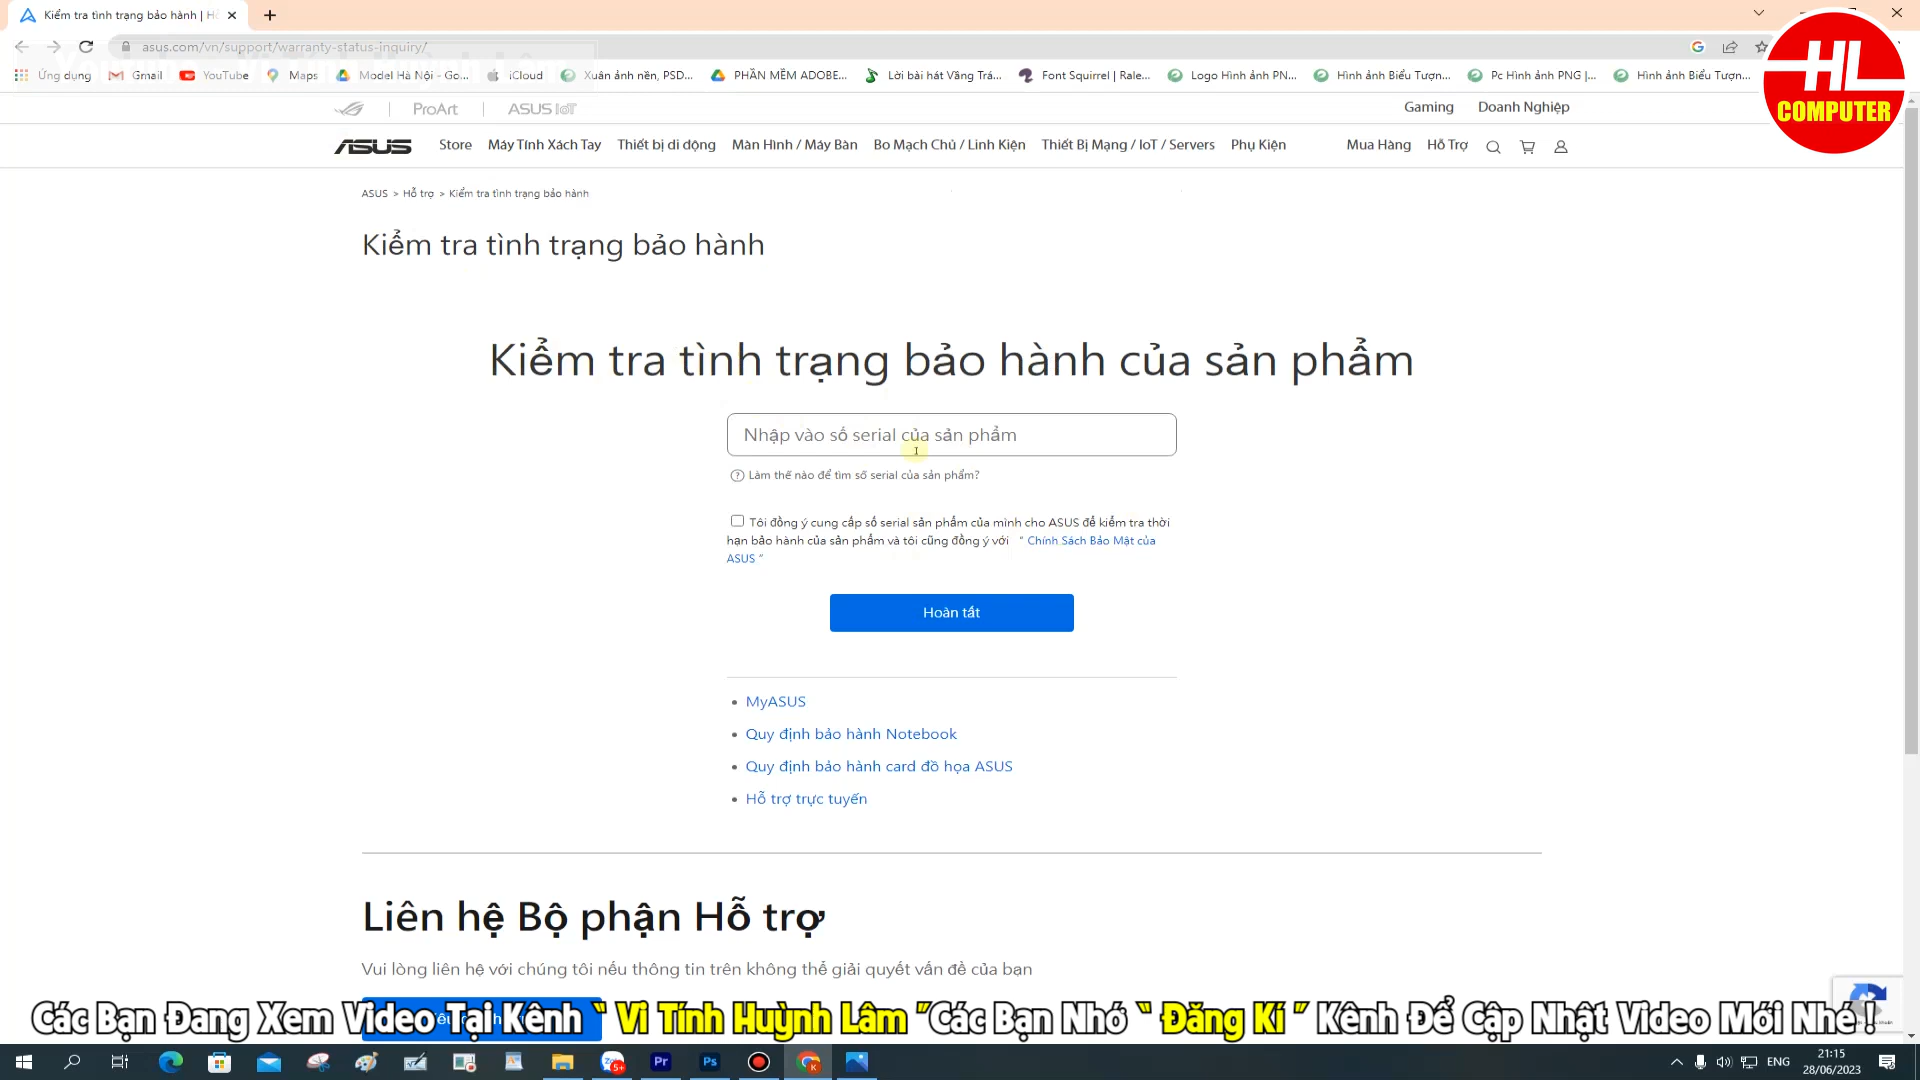 Kiểm tra tình trạng bảo hành | Hỗ
asus.com/vn/support/warranty-status-inquiry/
Ứng dụng
Gmail
YouTube
Maps
Model Hà Nội - Go...
iCloud
Xuân ảnh nền, PSD...
PHẦN MỀM ADOBE...
Lời bài hát Vầng Trá...
Font Squirrel | Rale...
Logo Hình ảnh PN...
Hình ảnh Biểu Tượn...
Pc Hình ảnh PNG |...
Hình ảnh Biểu Tượn...
HL
COMPUTER
ProArt
ASUS IoT
Gaming
Doanh Nghiệp
ASUS
Store
Máy Tính Xách Tay
Thiết bị di động
Màn Hình / Máy Bàn
Bo Mạch Chủ / Linh Kiện
Thiết Bị Mạng / IoT / Servers
Phụ Kiện
Mua Hàng
Hỗ Trợ
ASUS > Hỗ trợ > Kiểm tra tình trạng bảo hành
Kiểm tra tình trạng bảo hành
Kiểm tra tình trạng bảo hành của sản phẩm
Nhập vào số serial của sản phẩm
Làm thế nào để tìm số serial của sản phẩm?
Tôi đồng ý cung cấp số serial sản phẩm của mình cho ASUS để kiểm tra thời
hạn bảo hành của sản phẩm và tôi cũng đồng ý với " Chính Sách Bảo Mật của
ASUS "
Hoàn tất
MyASUS
Quy định bảo hành Notebook
Quy định bảo hành card đồ họa ASUS
Hỗ trợ trực tuyến
Liên hệ Bộ phận Hỗ trợ
Vui lòng liên hệ với chúng tôi nếu thông tin trên không thể giải quyết vấn đề của bạn
Các Bạn Đang Xem Video Tại Kênh " Vi Tính Huỳnh Lâm "Các Bạn Nhớ " Đăng Kí " Kênh Để Cập Nhật Video Mới Nhé !
Zalo
5+
Pr
Ps
K
ENG
21:15
28/06/2023